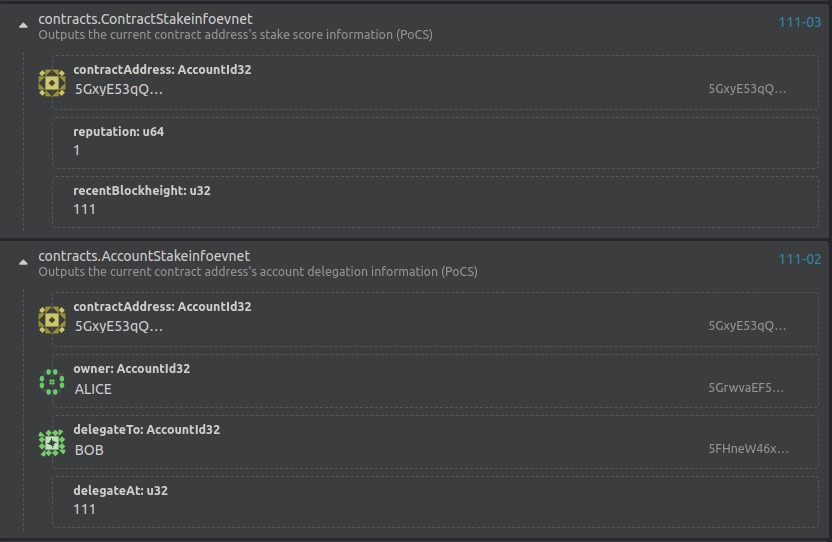 contracts.ContractStakeinfoevnet
111-03
Outputs the current contract address's stake score information (PoCS)
contractAddress: AccountId32
5GxyE53qQ...
5GxyE53qQ...
reputation: u64
1
recentBlockheight: u32
111
contracts.AccountStakeinfoevnet
111-02
Outputs the current contract address's account delegation information (PoCS)
contractAddress: AccountId32
5GxyE53qQ...
5GxyE53qQ...
owner: AccountId32
ALICE
5GrwvaEF5...
delegateTo: AccountId32
BOB
5FHneW46x...
delegateAt: u32
111